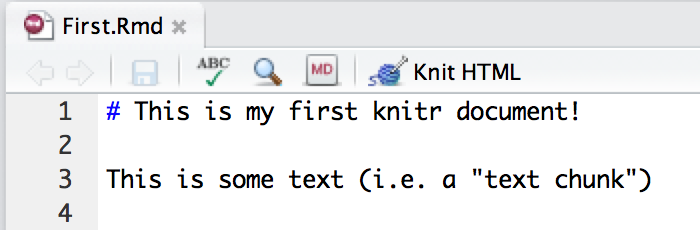 First.Rmd
ABC MD Knit HTML
1 # This is my first knitr document!
2
3 This is some text (i.e. a "text chunk")
4